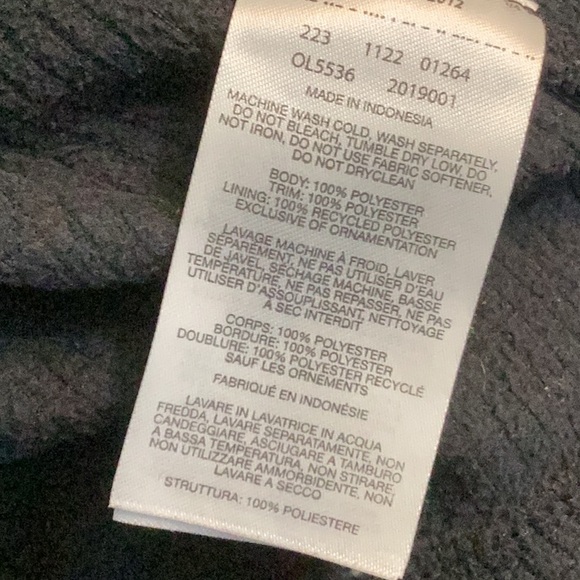 2012
223 1122 01264
OL5536 2019001
MADE IN INDONESIA
MACHINE WASH COLD, WASH SEPARATELY,
DO NOT BLEACH, TUMBLE DRY LOW, DO
NOT IRON, DO NOT USE FABRIC SOFTENER,
DO NOT DRYCLEAN
BODY: 100% POLYESTER
TRIM: 100% POLYESTER
LINING: 100% RECYCLED POLYESTER
EXCLUSIVE OF ORNAMENTATION
LAVAGE MACHINE À FROID, LAVER
SÉPAREMENT, NE PAS UTILISER D'EAU
DE JAVEL, SÉCHAGE MACHINE, BASSE
TEMPÉRATURE, NE PAS REPASSER, NE PAS
UTILISER D'ASSOUPLISSANT, NETTOYAGE
À SEC INTERDIT
CORPS: 100% POLYESTER
BORDURE: 100% POLYESTER
DOUBLURE: 100% POLYESTER RECYCLÉ
SAUF LES ORNEMENTS
FABRIQUÉ EN INDONÉSIE
LAVARE IN LAVATRICE IN ACQUA
FREDDA, LAVARE SEPARATAMENTE, NON
CANDEGGIARE, ASCIUGARE A TAMBURO
A BASSA TEMPERATURA, NON STIRARE,
NON UTILIZZARE AMMORBIDENTE, NON
LAVARE A SECCO
STRUTTURA: 100% POLIESTERE